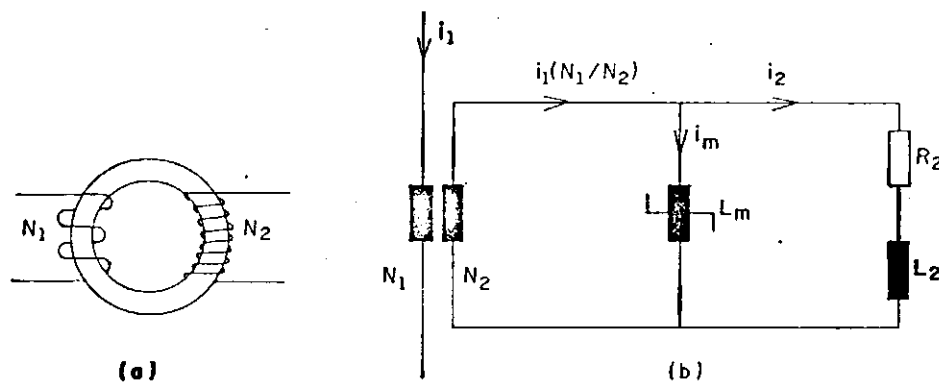 N₁
N₂
(a)
i₁
i₁(N₁/N₂)
i₂
iₘ
R₂
L Lₘ
L₂
N₁
N₂
(b)